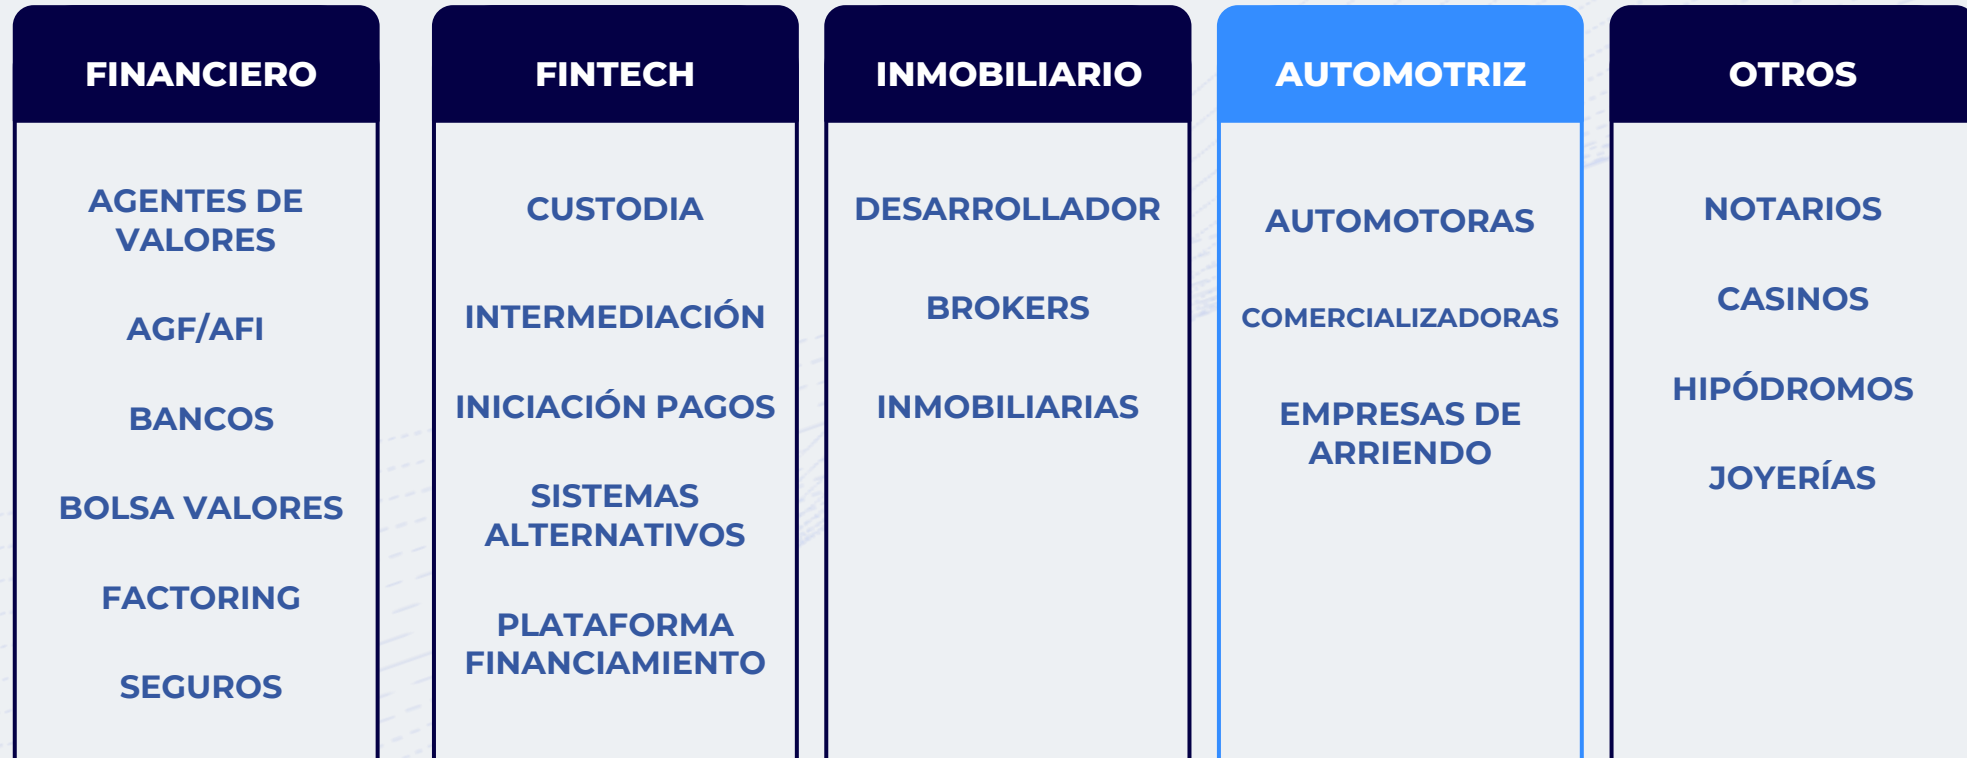 FINANCIERO
AGENTES DE
VALORES
AGF/AFI
BANCOS
BOLSA VALORES
FACTORING
SEGUROS
FINTECH
CUSTODIA
INTERMEDIACIÓN
INICIACIÓN PAGOS
SISTEMAS
ALTERNATIVOS
PLATAFORMA
FINANCIAMIENTO
INMOBILIARIO
DESARROLLADOR
BROKERS
INMOBILIARIAS
AUTOMOTRIZ
AUTOMOTORAS
COMERCIALIZADORAS
EMPRESAS DE
ARRIENDO
OTROS
NOTARIOS
CASINOS
HIPÓDROMOS
JOYERÍAS